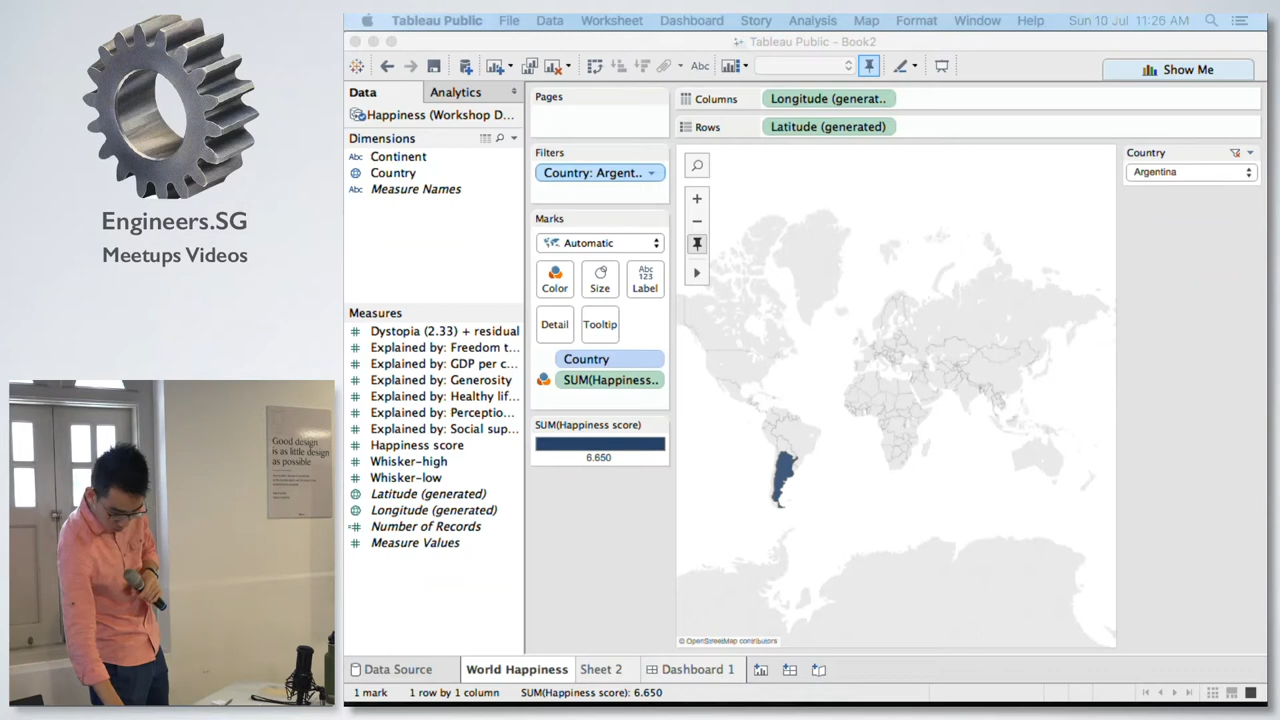 Tableau Public File Data Worksheet Dashboard Story Analysis Map Format Window Help Sun 10 Jul 11:26 AM
Tableau Public - Book2
Abc
Show Me
Data Analytics
Happiness (Workshop D...
Dimensions
Abc Continent
Country
Abc Measure Names
Measures
Dystopia (2.33) + residual
Explained by: Freedom t...
Explained by: GDP per c...
Explained by: Generosity
Explained by: Healthy lif...
Explained by: Perceptio...
Explained by: Social sup...
Happiness score
Whisker-high
Whisker-low
Latitude (generated)
Longitude (generated)
Number of Records
Measure Values
Pages
Filters
Country: Argent..
Marks
Automatic
Color
Size
Abc
123
Label
Detail
Tooltip
Country
SUM(Happiness..
SUM(Happiness score)
6.650
Columns Longitude (generat..
Rows Latitude (generated)
Country
Argentina
© OpenStreetMap contributors
Data Source World Happiness Sheet 2 Dashboard 1
1 mark 1 row by 1 column SUM(Happiness score): 6.650
Engineers.SG
Meetups Videos
Good design
is as little design
as possible